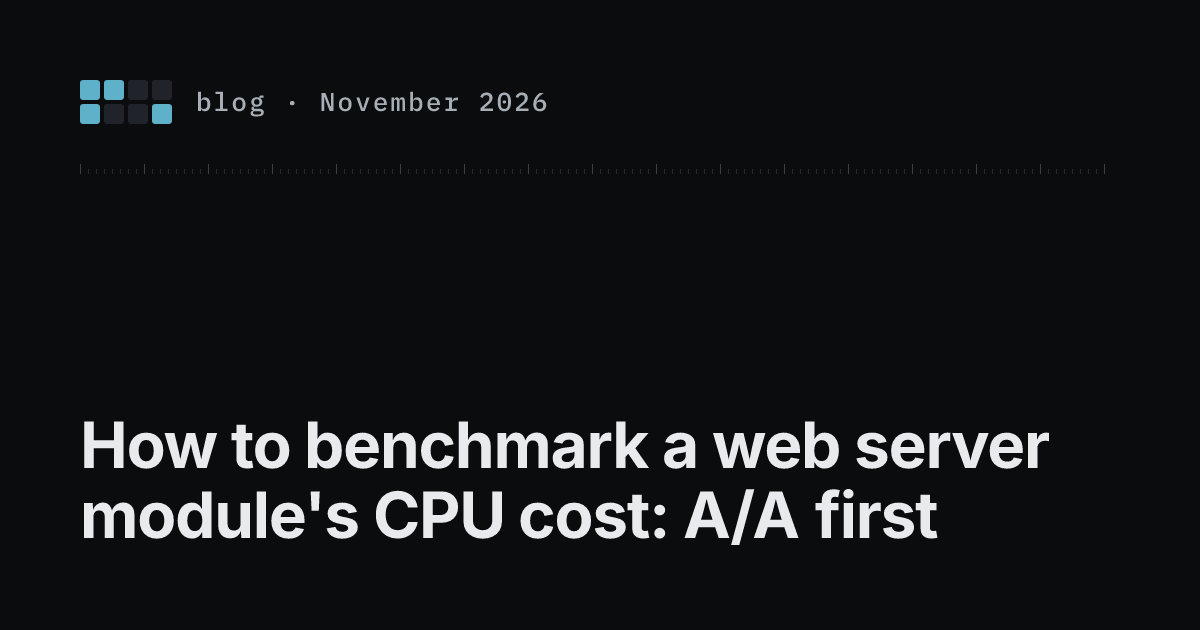 blog · November 2026
How to benchmark a web server
module's CPU cost: A/A first